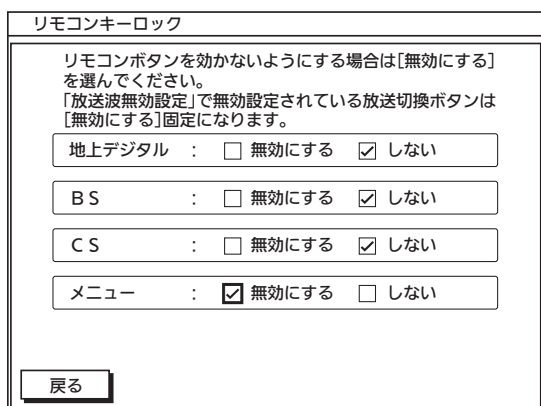 リモコンキーロック
リモコンボタンを効かないようにする場合は[無効にする]
を選んでください。
「放送波無効設定」で無効設定されている放送切換ボタンは
[無効にする]固定になります。
地上デジタル : □ 無効にする ☑ しない
BS : □ 無効にする ☑ しない
CS : □ 無効にする ☑ しない
メニュー : ☑ 無効にする □ しない
戻る